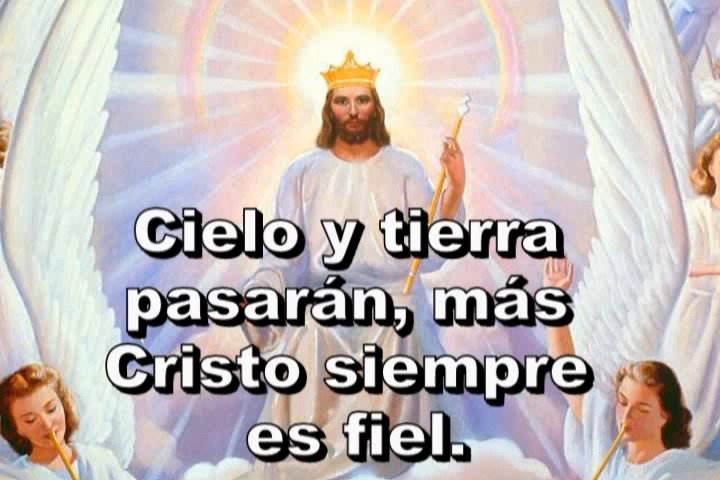 Cielo y tierra
pasarán, más
Cristo siempre
es fiel.